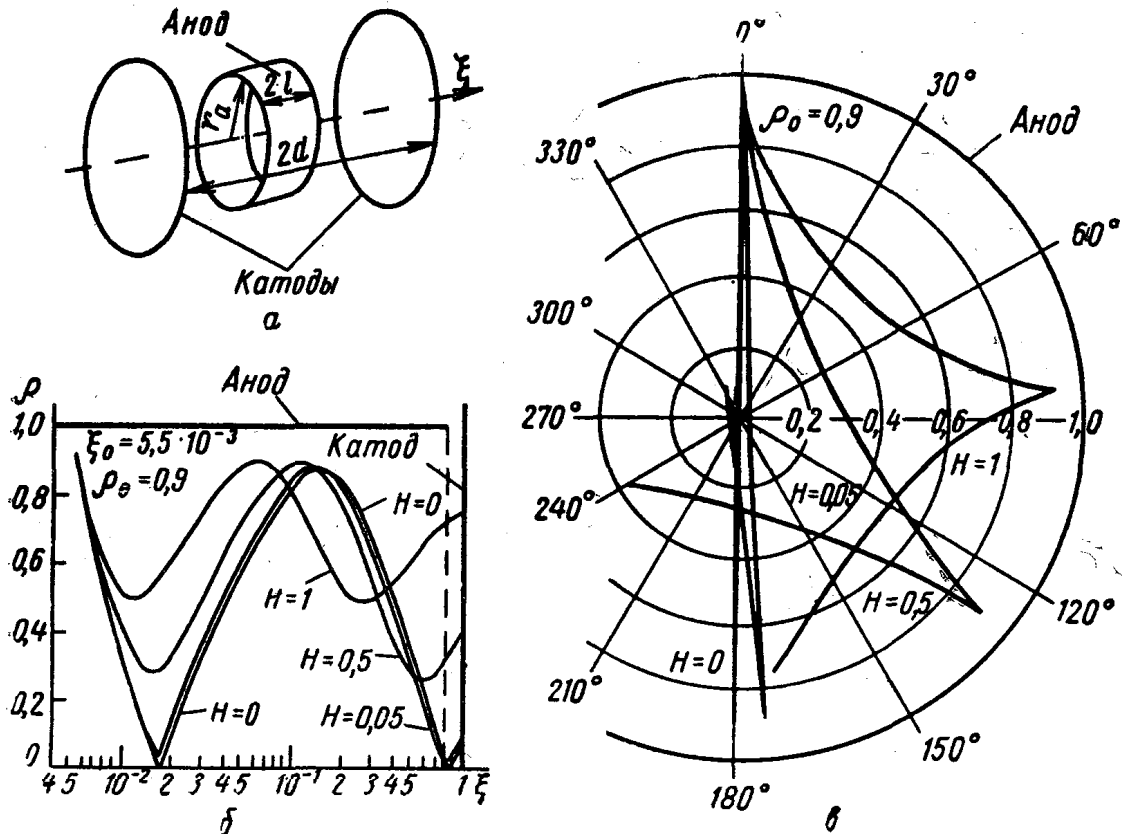 Анод
2l
ξ
r_a
2d
Катоды
а
Анод
ρ
1,0
ξ₀ = 5,5·10⁻³
Катод
ρ₀ = 0,9
H = 0
0,8
0,6
H = 1
0,4
H = 0,5
0,2
H = 0
H = 0,05
0
4 5 10⁻² 2 3 4 5 10⁻¹ 2 3 4 5 1 ξ
б
0°
30°
ρ₀ = 0,9
Анод
330°
60°
300°
270°
0,2 0,4 0,6 0,8 1,0
H = 1
H = 0,05
240°
H = 0,5
120°
H = 0
210°
150°
180°
в